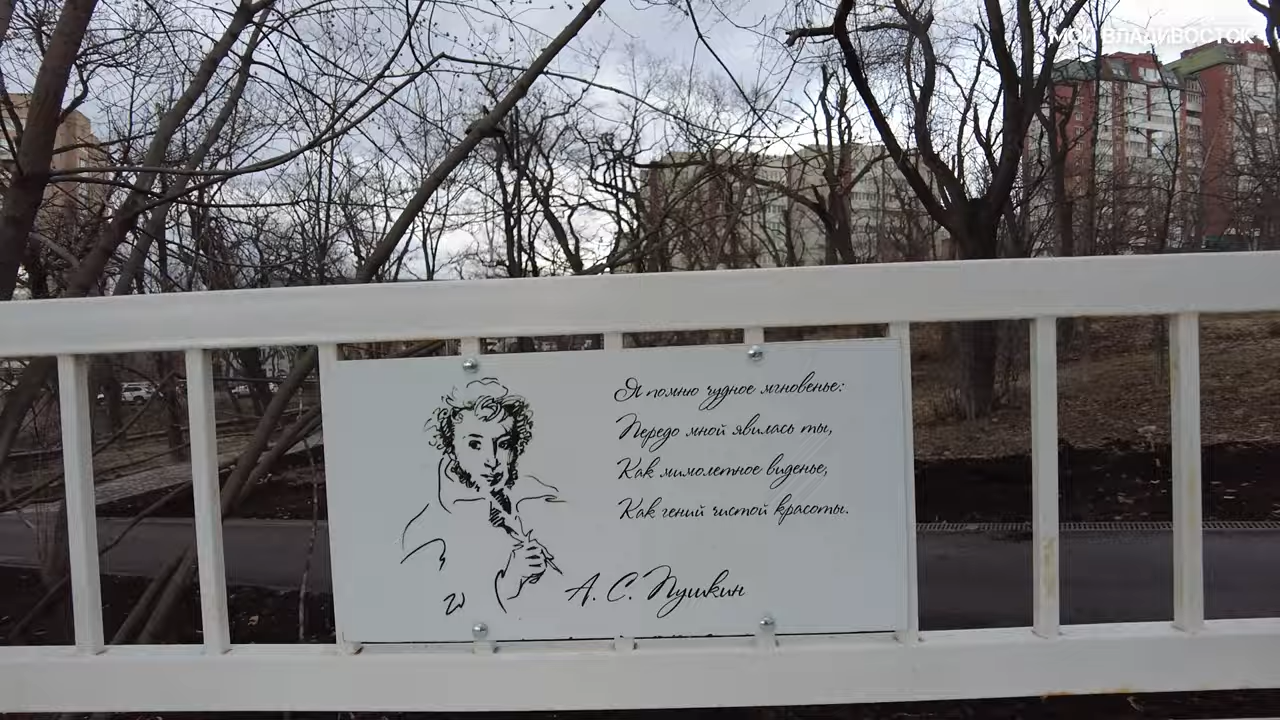 МОЙ ВЛАДИВОСТОК
Я помню чудное мгновенье:
Передо мной явилась ты,
Как мимолетное виденье,
Как гений чистой красоты.
А. С. Пушкин